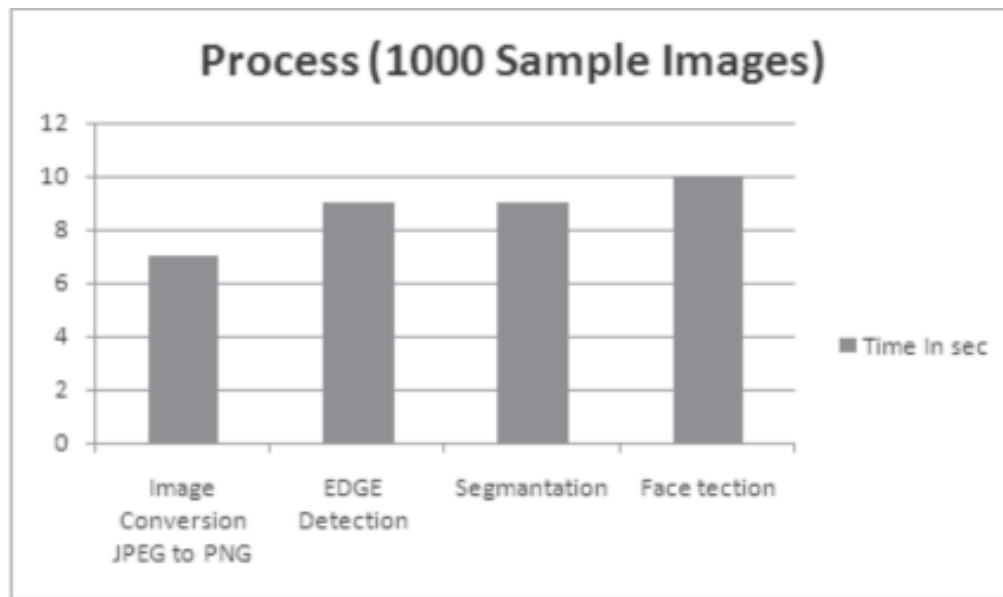 Process (1000 Sample Images)
12
10
8
6
4
2
0
Image
Conversion
JPEG to PNG
EDGE
Detection
Segmantation
Face tection
Time In sec